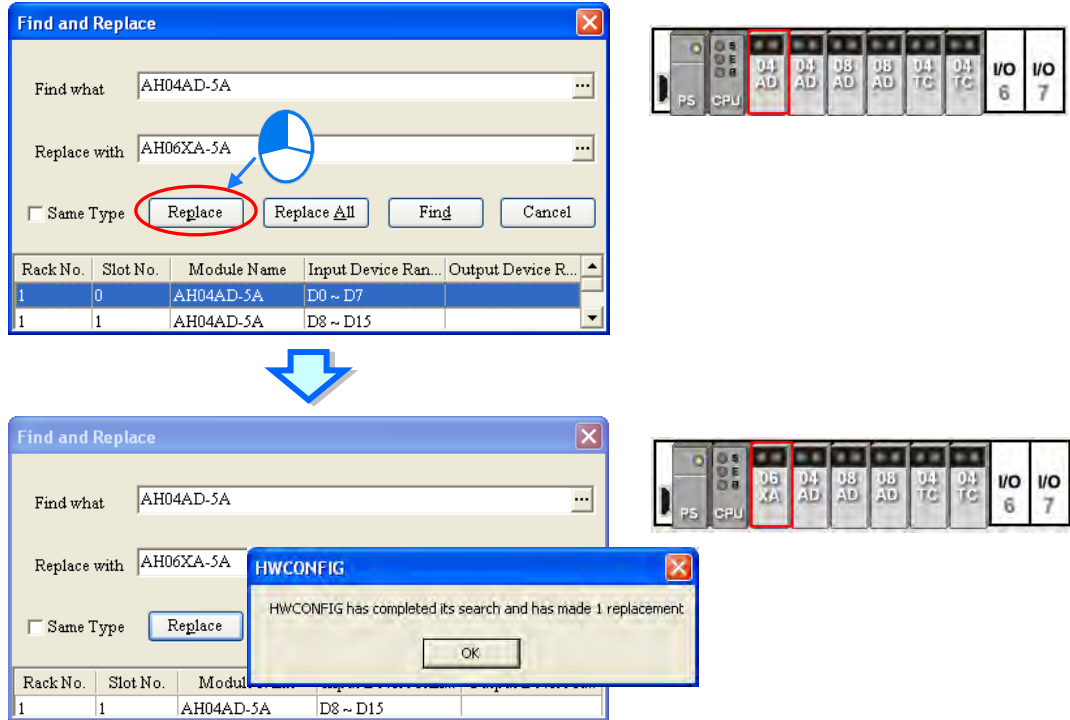 Find and Replace
Find what AH04AD-5A ...
Replace with AH06XA-5A ...
Same Type Replace Replace All Find Cancel
Rack No. Slot No. Module Name Input Device Ran... Output Device R...
1 0 AH04AD-5A D0 ~ D7
1 1 AH04AD-5A D8 ~ D15
S
E
B
PS CPU 04 AD 04 AD 08 AD 08 AD 04 TC 04 TC I/O 6 I/O 7
Find and Replace
Find what AH04AD-5A ...
Replace with AH06XA-5A
Same Type Replace
Rack No. Slot No.
1 1 AH04AD-5A D8 ~ D15
HWCONFIG
HWCONFIG has completed its search and has made 1 replacement
OK
S
E
B
PS CPU 06 XA 04 AD 08 AD 08 AD 04 TC 04 TC I/O 6 I/O 7